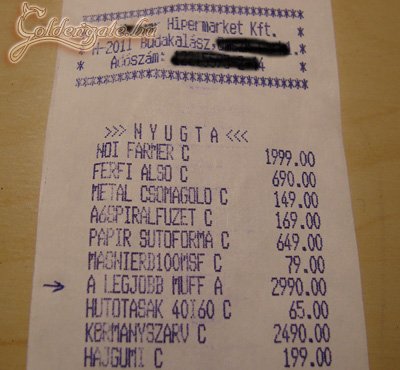 Goldengate.hu
Hipermarket Kft.
H-2011 Budakalász,
Adószám: 4
>>> N Y U G T A <<<
NOI FARMER C 1999.00
FERFI ALSO C 690.00
METAL CSOMAGOLO C 149.00
A6SPIRALFUZET C 169.00
PAPIR SUTOFORMA C 649.00
MAGNIERD100MSF C 79.00
→ A LEGJOBB MUFF A 2990.00
HUTOTASAK 40I60 C 65.00
KORMANYSZARV C 2490.00
HAJGUMI C 199.00